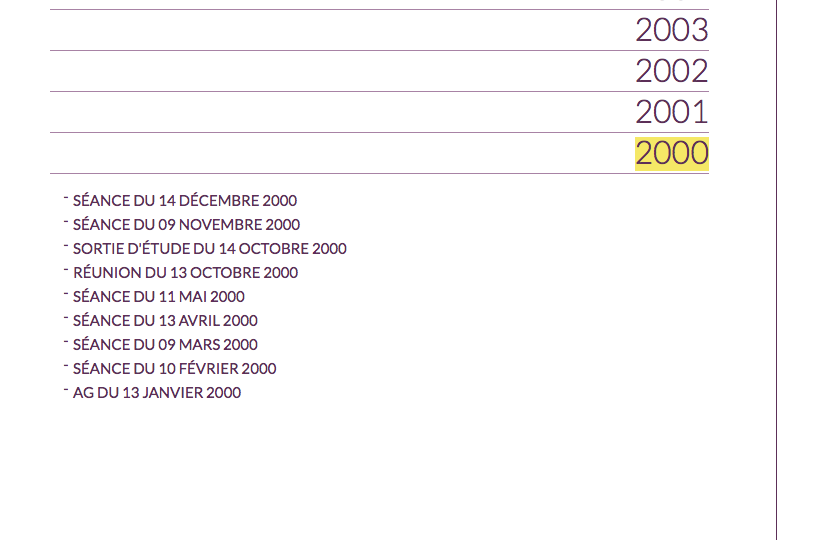 2003
2002
2001
2000
- SÉANCE DU 14 DÉCEMBRE 2000
- SÉANCE DU 09 NOVEMBRE 2000
- SORTIE D'ÉTUDE DU 14 OCTOBRE 2000
- RÉUNION DU 13 OCTOBRE 2000
- SÉANCE DU 11 MAI 2000
- SÉANCE DU 13 AVRIL 2000
- SÉANCE DU 09 MARS 2000
- SÉANCE DU 10 FÉVRIER 2000
- AG DU 13 JANVIER 2000